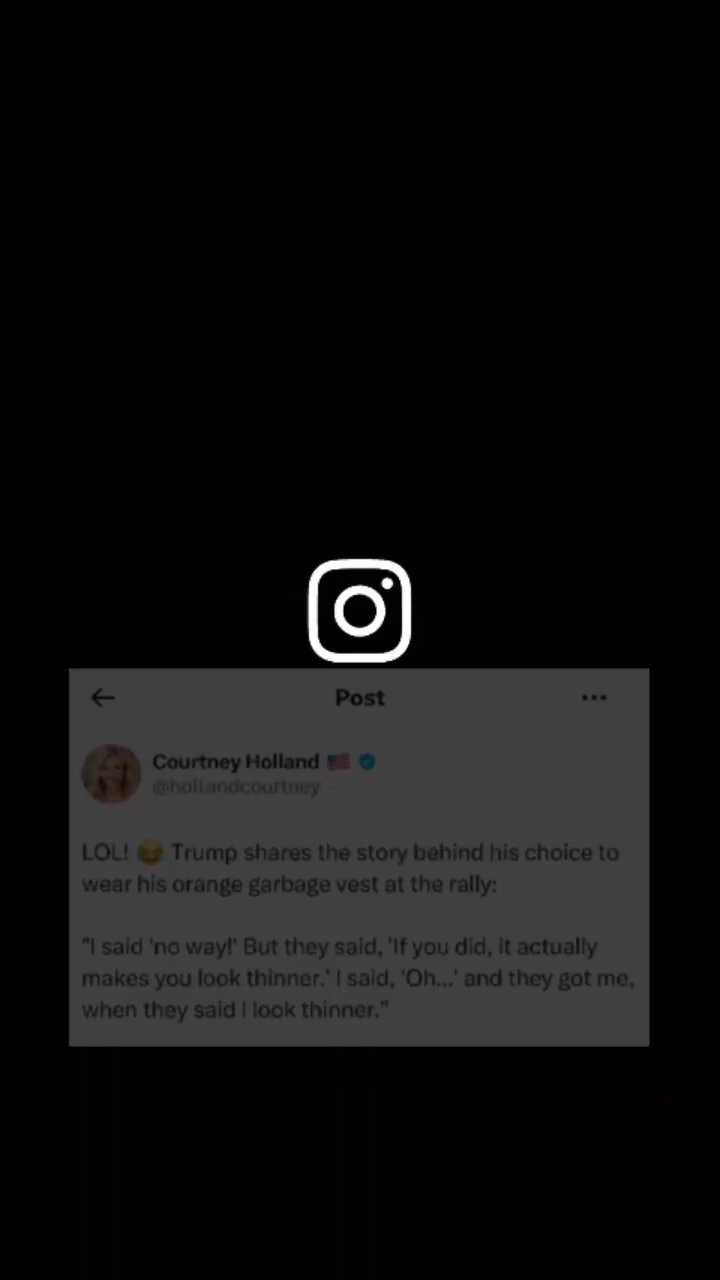 Post
Courtney Holland 🇺🇸
@hollandcourtney
LOL! 😂 Trump shares the story behind his choice to
wear his orange garbage vest at the rally:
"I said 'no way!' But they said, 'If you did, it actually
makes you look thinner.' I said, 'Oh...' and they got me,
when they said I look thinner."